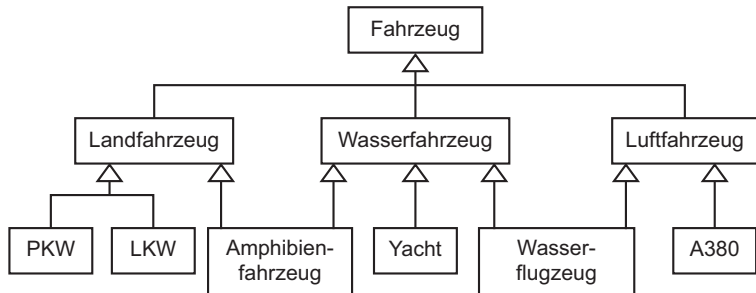 Fahrzeug
Landfahrzeug
Wasserfahrzeug
Luftfahrzeug
PKW
LKW
Amphibien-
fahrzeug
Yacht
Wasser-
flugzeug
A380